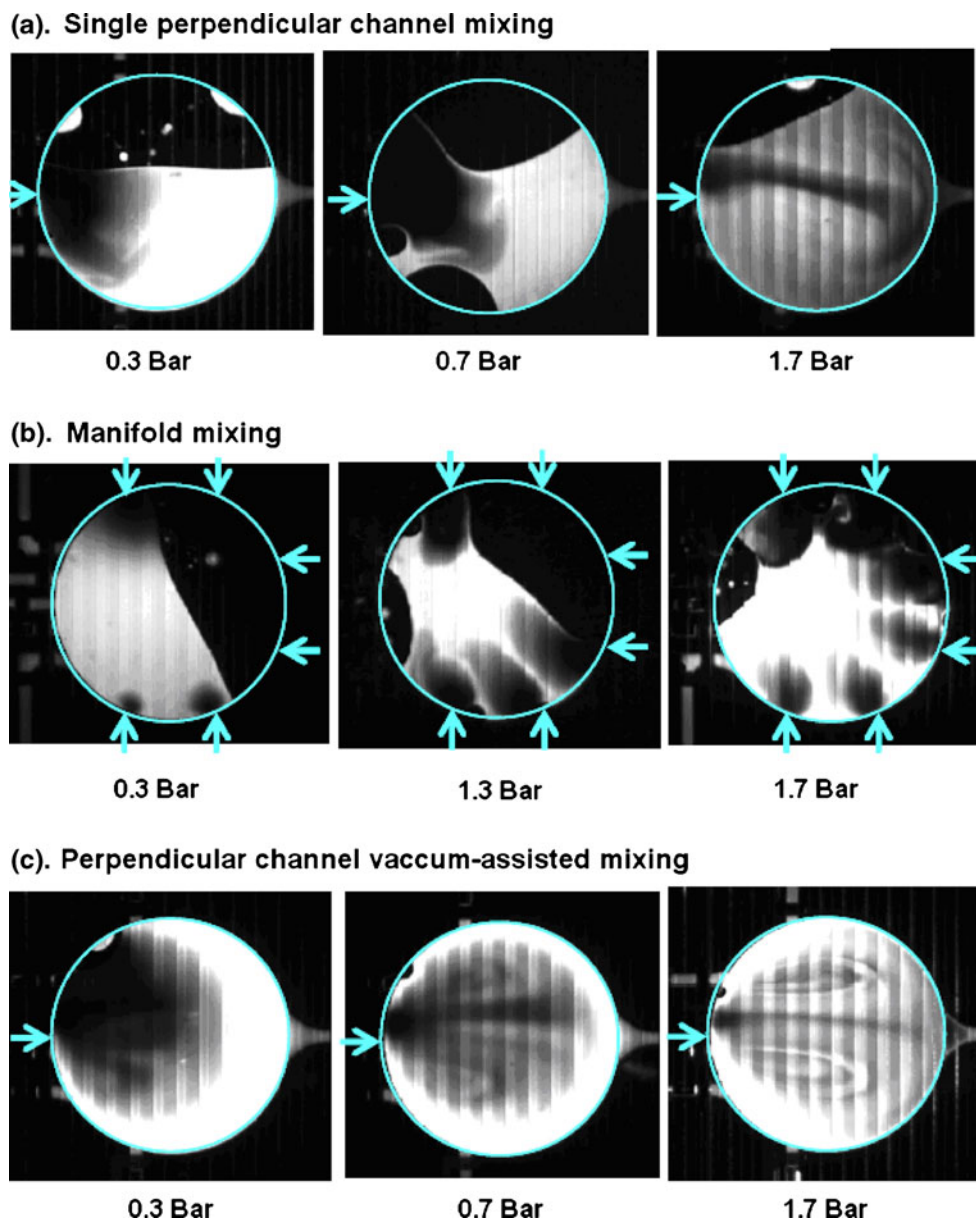 (a). Single perpendicular channel mixing
0.3 Bar
0.7 Bar
1.7 Bar
(b). Manifold mixing
0.3 Bar
1.3 Bar
1.7 Bar
(c). Perpendicular channel vaccum-assisted mixing
0.3 Bar
0.7 Bar
1.7 Bar